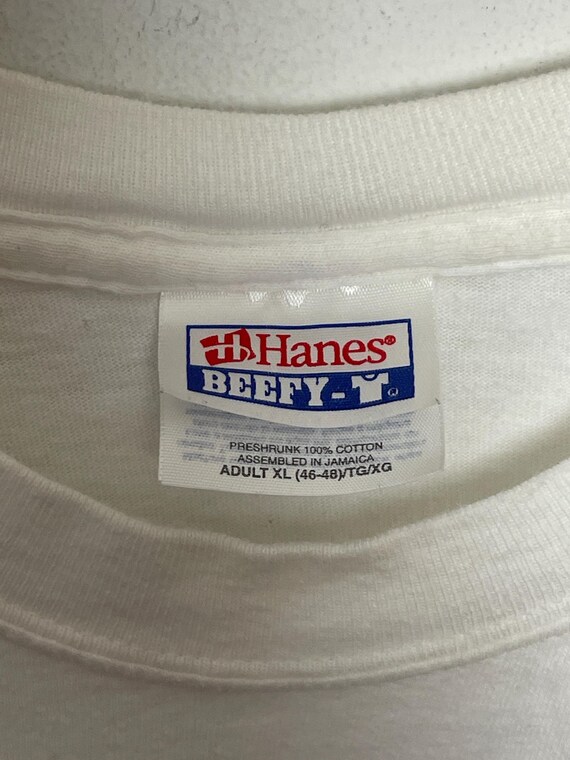 Hanes®
BEEFY-T®
PRESHRUNK 100% COTTON
ASSEMBLED IN JAMAICA
ADULT XL (46-48)/TG/XG